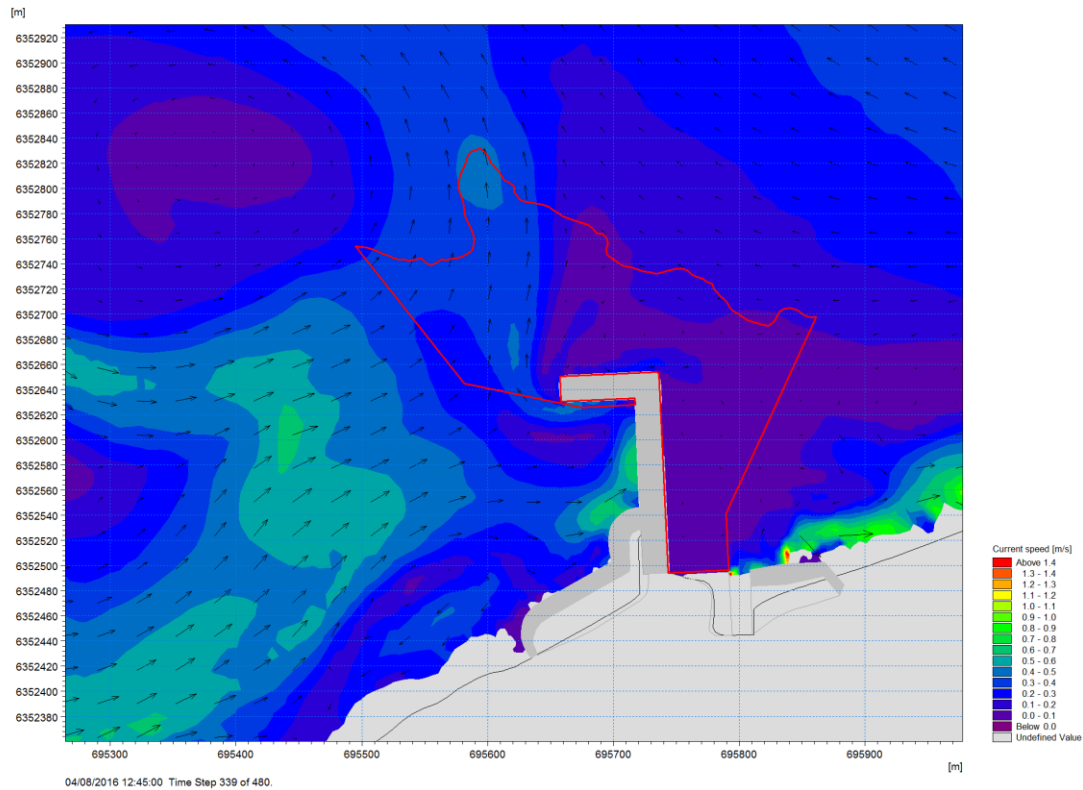 [m]
6352920
6352900
6352880
6352860
6352840
6352820
6352800
6352780
6352760
6352740
6352720
6352700
6352680
6352660
6352640
6352620
6352600
6352580
6352560
6352540
6352520
6352500
6352480
6352460
6352440
6352420
6352400
6352380
695300 695400 695500 695600 695700 695800 695900
[m]
04/08/2016 12:45:00 Time Step 339 of 480.
Current speed [m/s]
Above 1.4
1.3 - 1.4
1.2 - 1.3
1.1 - 1.2
1.0 - 1.1
0.9 - 1.0
0.8 - 0.9
0.7 - 0.8
0.6 - 0.7
0.5 - 0.6
0.4 - 0.5
0.3 - 0.4
0.2 - 0.3
0.1 - 0.2
0.0 - 0.1
Below 0.0
Undefined Value